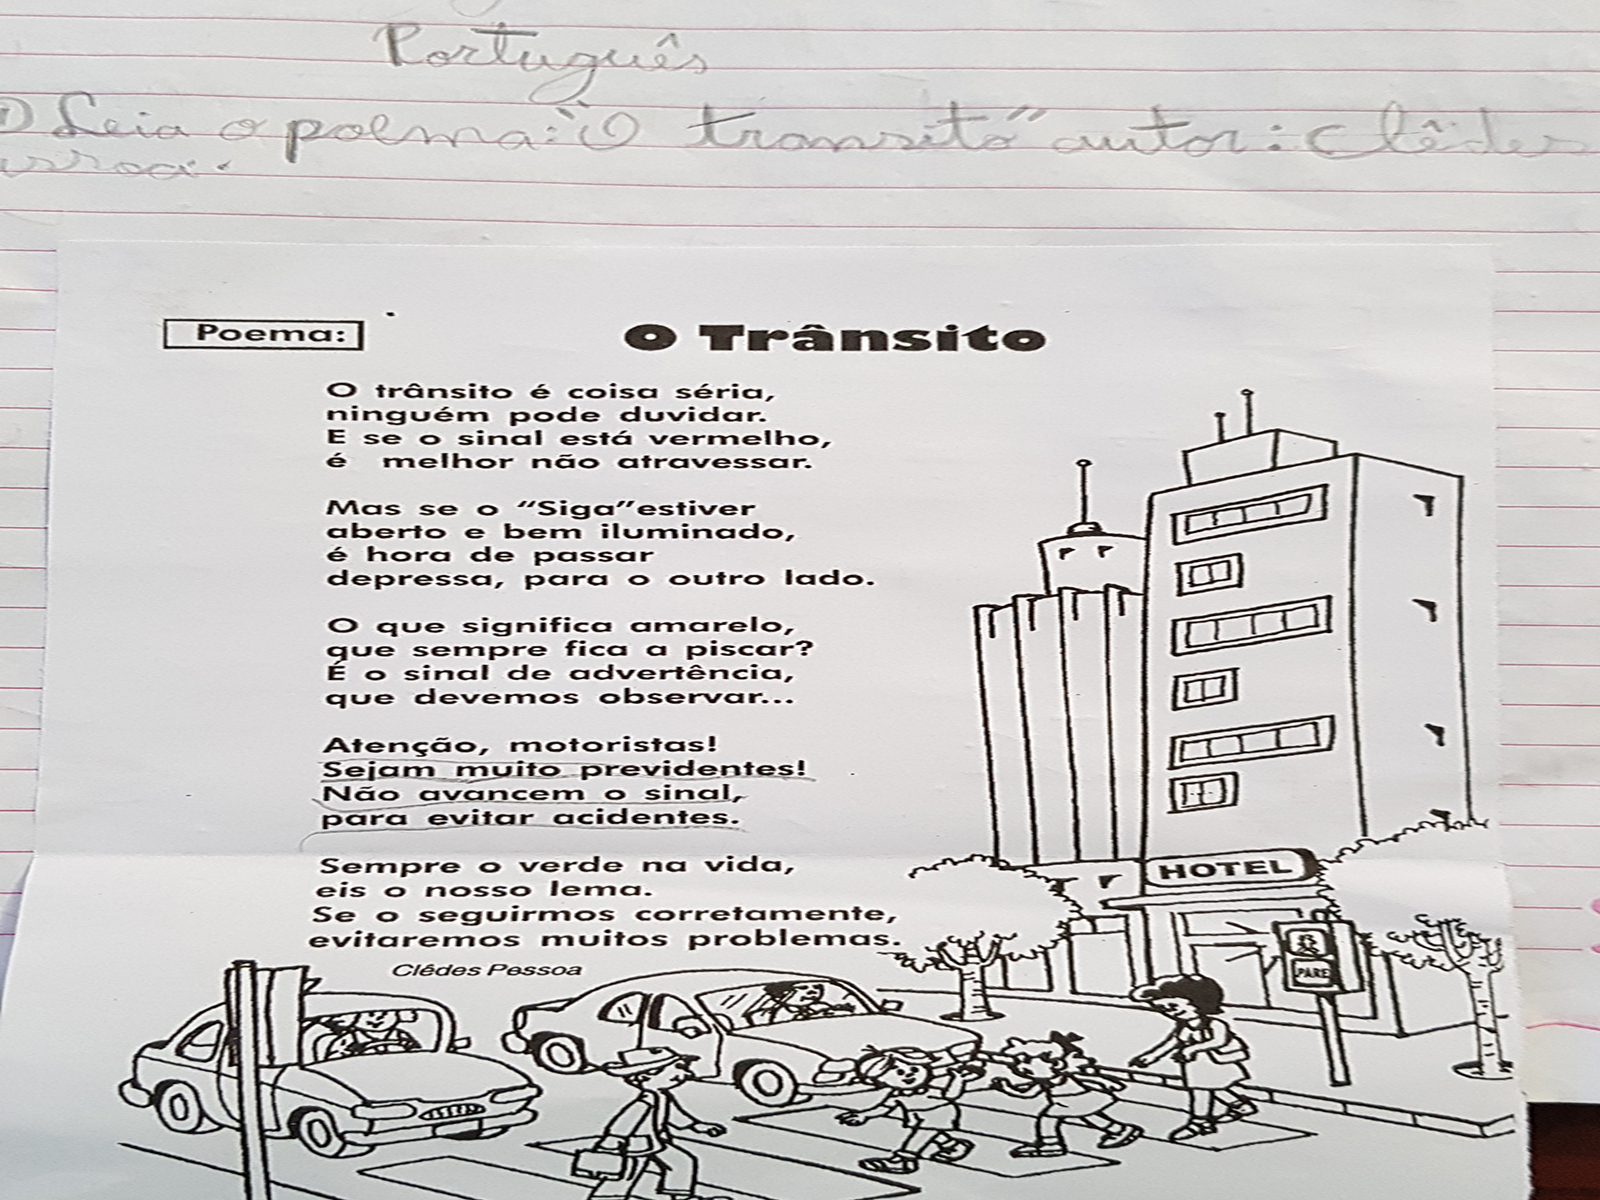 Português
1) Leia o poema: "O transito" autor: Clêdes
Poema:
O Trânsito
O trânsito é coisa séria,
ninguém pode duvidar.
E se o sinal está vermelho,
é melhor não atravessar.
Mas se o "Siga"estiver
aberto e bem iluminado,
é hora de passar
depressa, para o outro lado.
O que significa amarelo,
que sempre fica a piscar?
É o sinal de advertência,
que devemos observar...
Atenção, motoristas!
Sejam muito previdentes!
Não avancem o sinal,
para evitar acidentes.
Sempre o verde na vida,
eis o nosso lema.
Se o seguirmos corretamente,
evitaremos muitos problemas.
Clêdes Pessoa
HOTEL
PARE